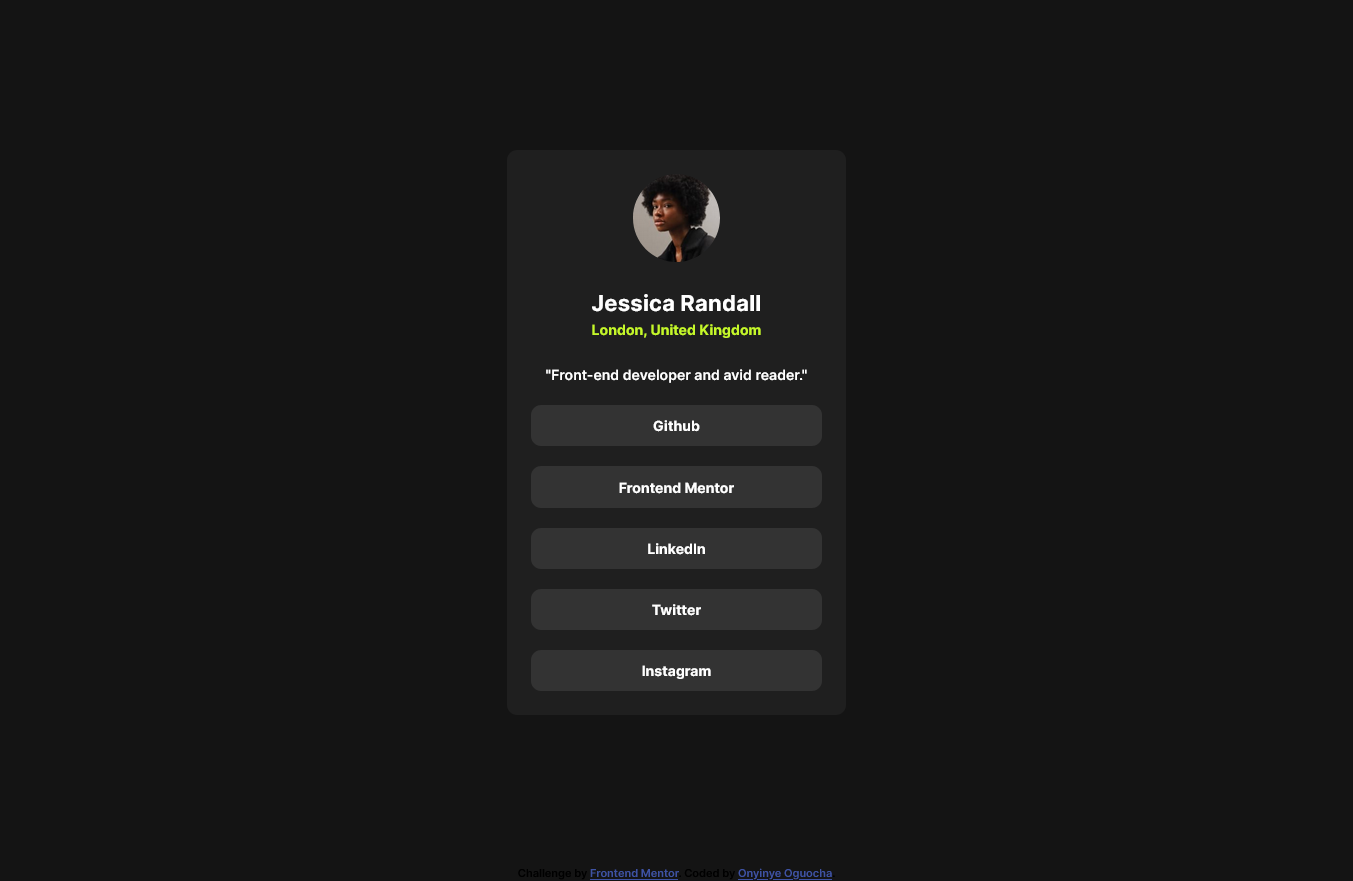 Jessica Randall
London, United Kingdom
"Front-end developer and avid reader."
Github
Frontend Mentor
LinkedIn
Twitter
Instagram
Challenge by Frontend Mentor. Coded by Onyinye Oguocha